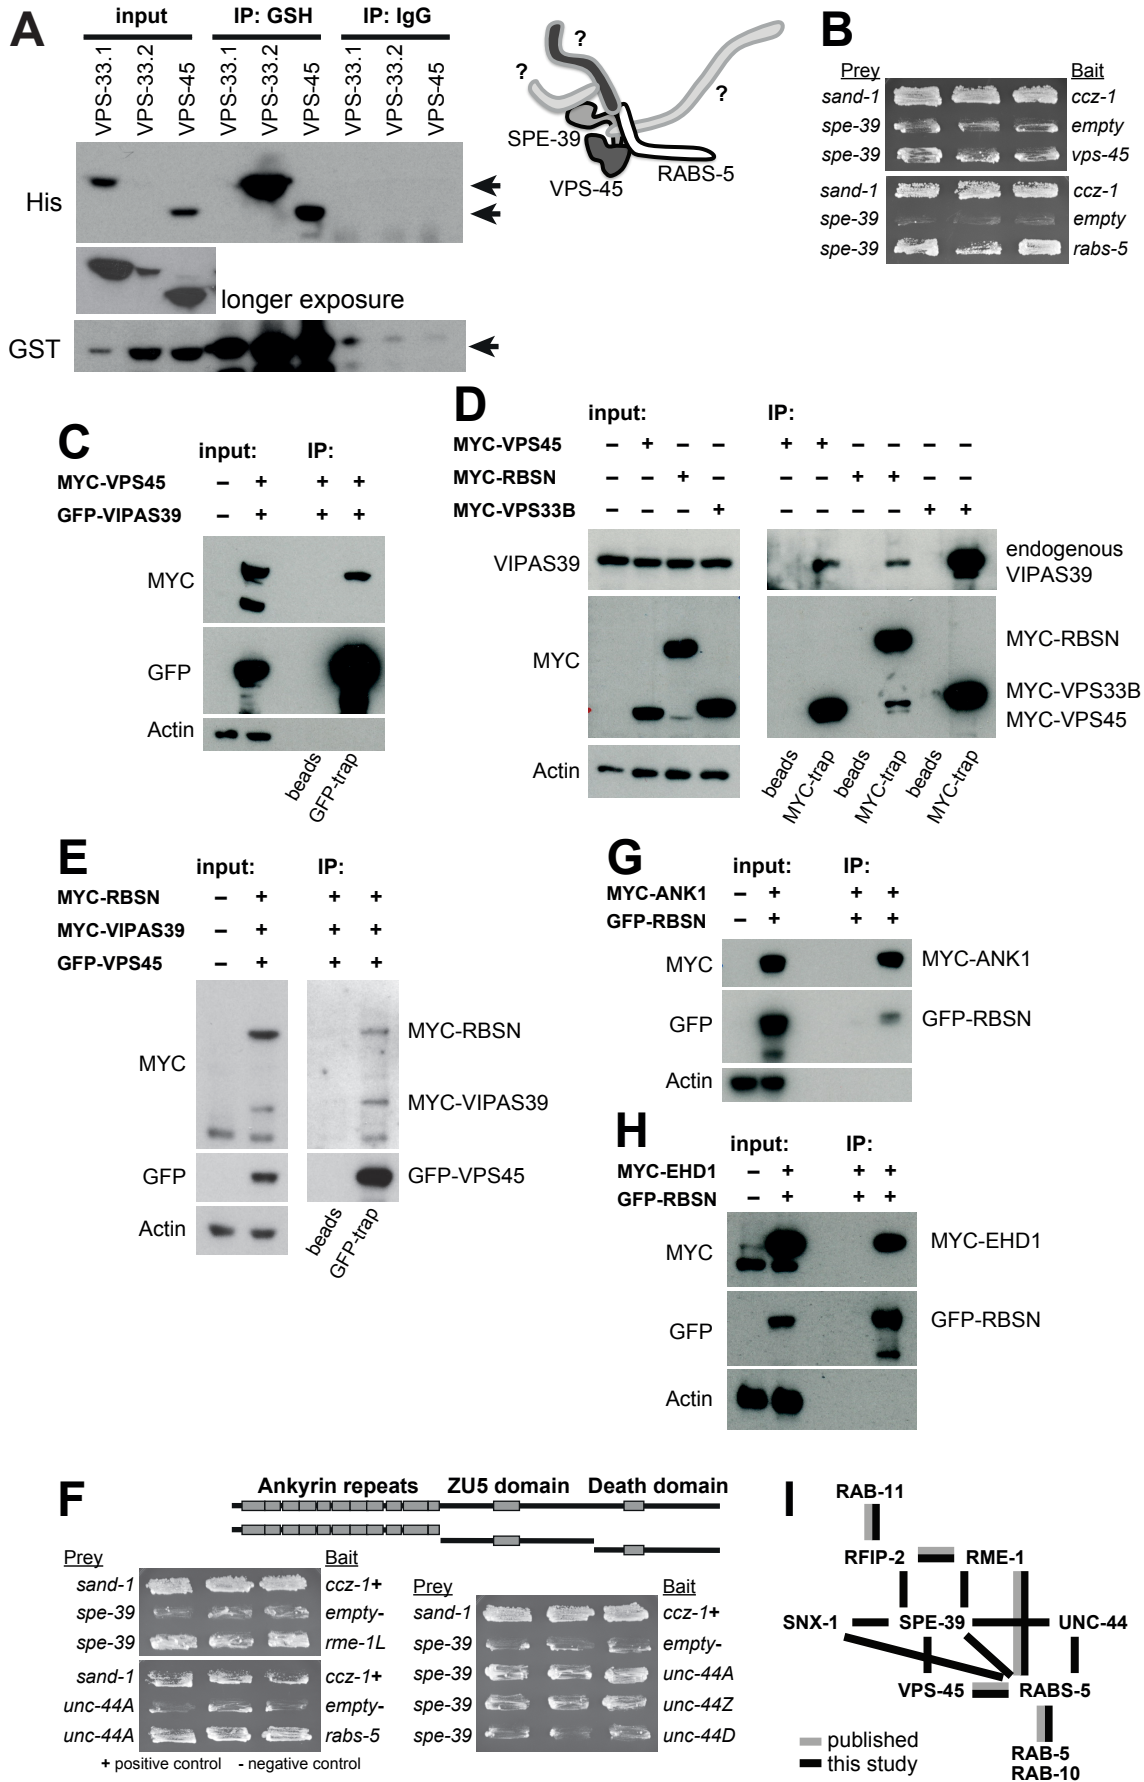 A
input
IP: GSH
IP: IgG
VPS-33.1
VPS-33.2
VPS-45
VPS-33.1
VPS-33.2
VPS-45
VPS-33.1
VPS-33.2
VPS-45
His
longer exposure
GST
?
?
?
SPE-39
VPS-45
RABS-5
B
Prey
Bait
sand-1
ccz-1
spe-39
empty
spe-39
vps-45
sand-1
ccz-1
spe-39
empty
spe-39
rabs-5
C
input:
IP:
MYC-VPS45 – + + +
GFP-VIPAS39 – + + +
MYC
GFP
Actin
beads
GFP-trap
D
input:
IP:
MYC-VPS45 – + – – + + – – – –
MYC-RBSN – – + – – – + + – –
MYC-VPS33B – – – + – – – – + +
VIPAS39
endogenous
VIPAS39
MYC
MYC-RBSN
MYC-VPS33B
MYC-VPS45
Actin
beads
MYC-trap
beads
MYC-trap
beads
MYC-trap
E
input:
IP:
MYC-RBSN – + + +
MYC-VIPAS39 – + + +
GFP-VPS45 – + + +
MYC
MYC-RBSN
MYC-VIPAS39
GFP
GFP-VPS45
Actin
beads
GFP-trap
G
input:
IP:
MYC-ANK1 – + + +
GFP-RBSN – + + +
MYC
MYC-ANK1
GFP
GFP-RBSN
Actin
H
input:
IP:
MYC-EHD1 – + + +
GFP-RBSN – + + +
MYC
MYC-EHD1
GFP
GFP-RBSN
Actin
F
Ankyrin repeats
ZU5 domain
Death domain
Prey
Bait
sand-1
ccz-1+
spe-39
empty-
spe-39
rme-1L
sand-1
ccz-1+
unc-44A
empty-
unc-44A
rabs-5
+ positive control - negative control
Prey
Bait
sand-1
ccz-1+
spe-39
empty-
spe-39
unc-44A
spe-39
unc-44Z
spe-39
unc-44D
I
RAB-11
RFIP-2
RME-1
SNX-1
SPE-39
UNC-44
VPS-45
RABS-5
published
this study
RAB-5
RAB-10